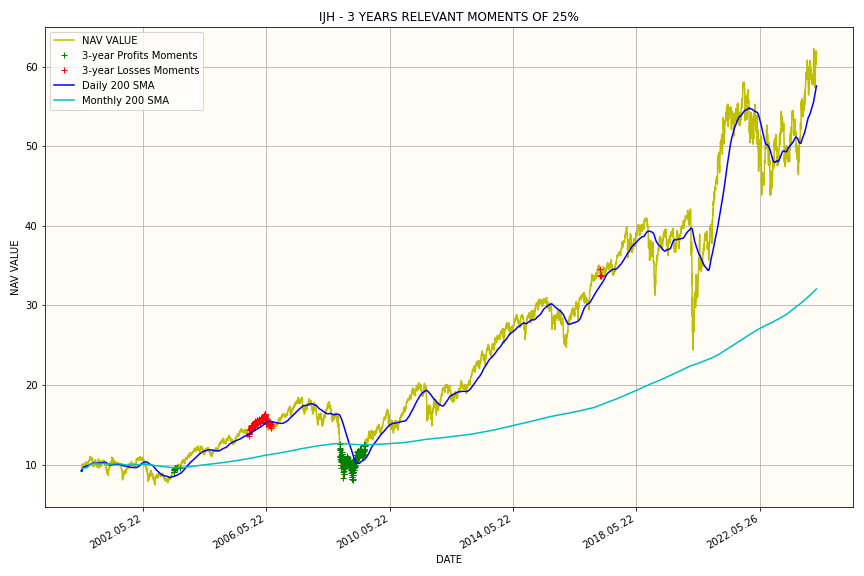 IJH - 3 YEARS RELEVANT MOMENTS OF 25%
NAV VALUE
3-year Profits Moments
3-year Losses Moments
Daily 200 SMA
Monthly 200 SMA
NAV VALUE
60
50
40
30
20
10
2002.05.22
2006.05.22
2010.05.22
2014.05.22
2018.05.22
2022.05.26
DATE